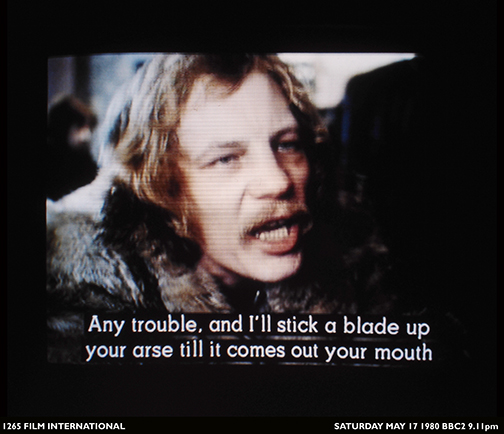 Any trouble, and I'll stick a blade up
your arse till it comes out your mouth
1265 FILM INTERNATIONAL
SATURDAY MAY 17 1980 BBC2 9.11pm